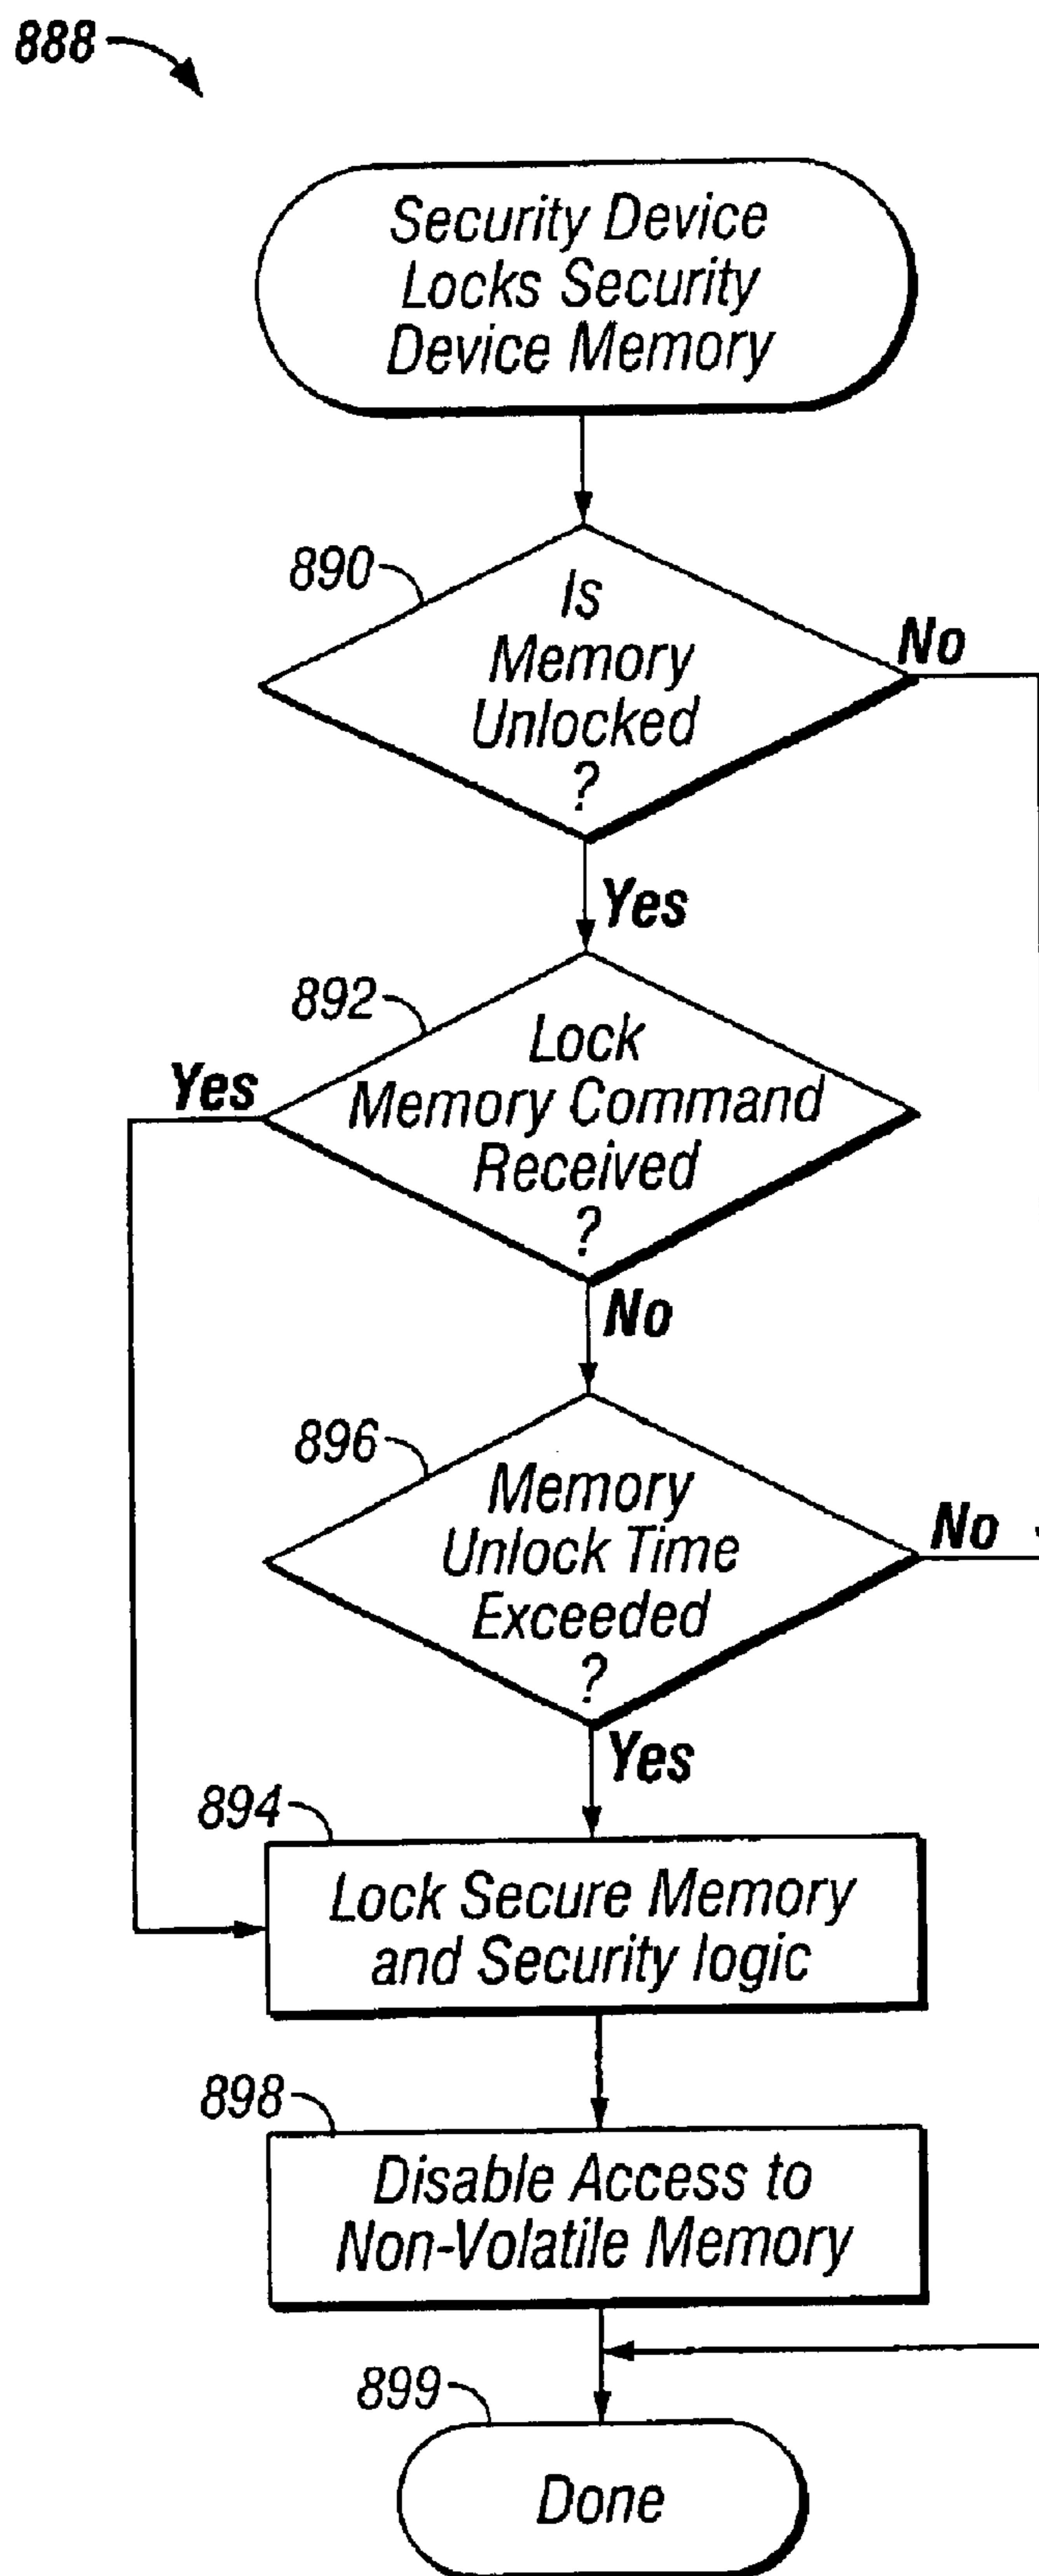 888
Security Device
Locks Security
Device Memory
890
Is
Memory
Unlocked
?
No
Yes
892
Lock
Memory Command
Received
?
Yes
No
896
Memory
Unlock Time
Exceeded
?
No
Yes
894
Lock Secure Memory
and Security logic
898
Disable Access to
Non-Volatile Memory
899
Done